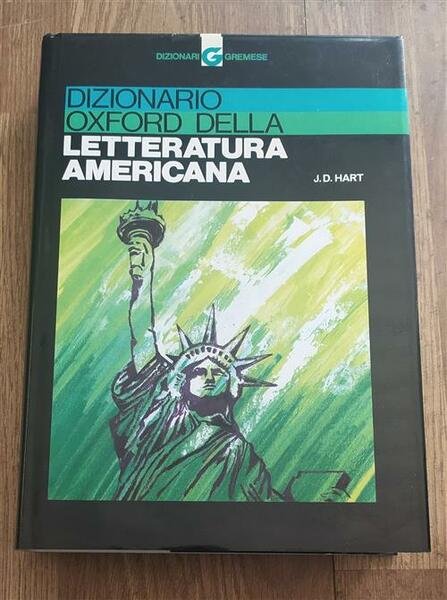 DIZIONARI G GREMESE
DIZIONARIO
OXFORD DELLA
LETTERATURA
AMERICANA
J.D. HART